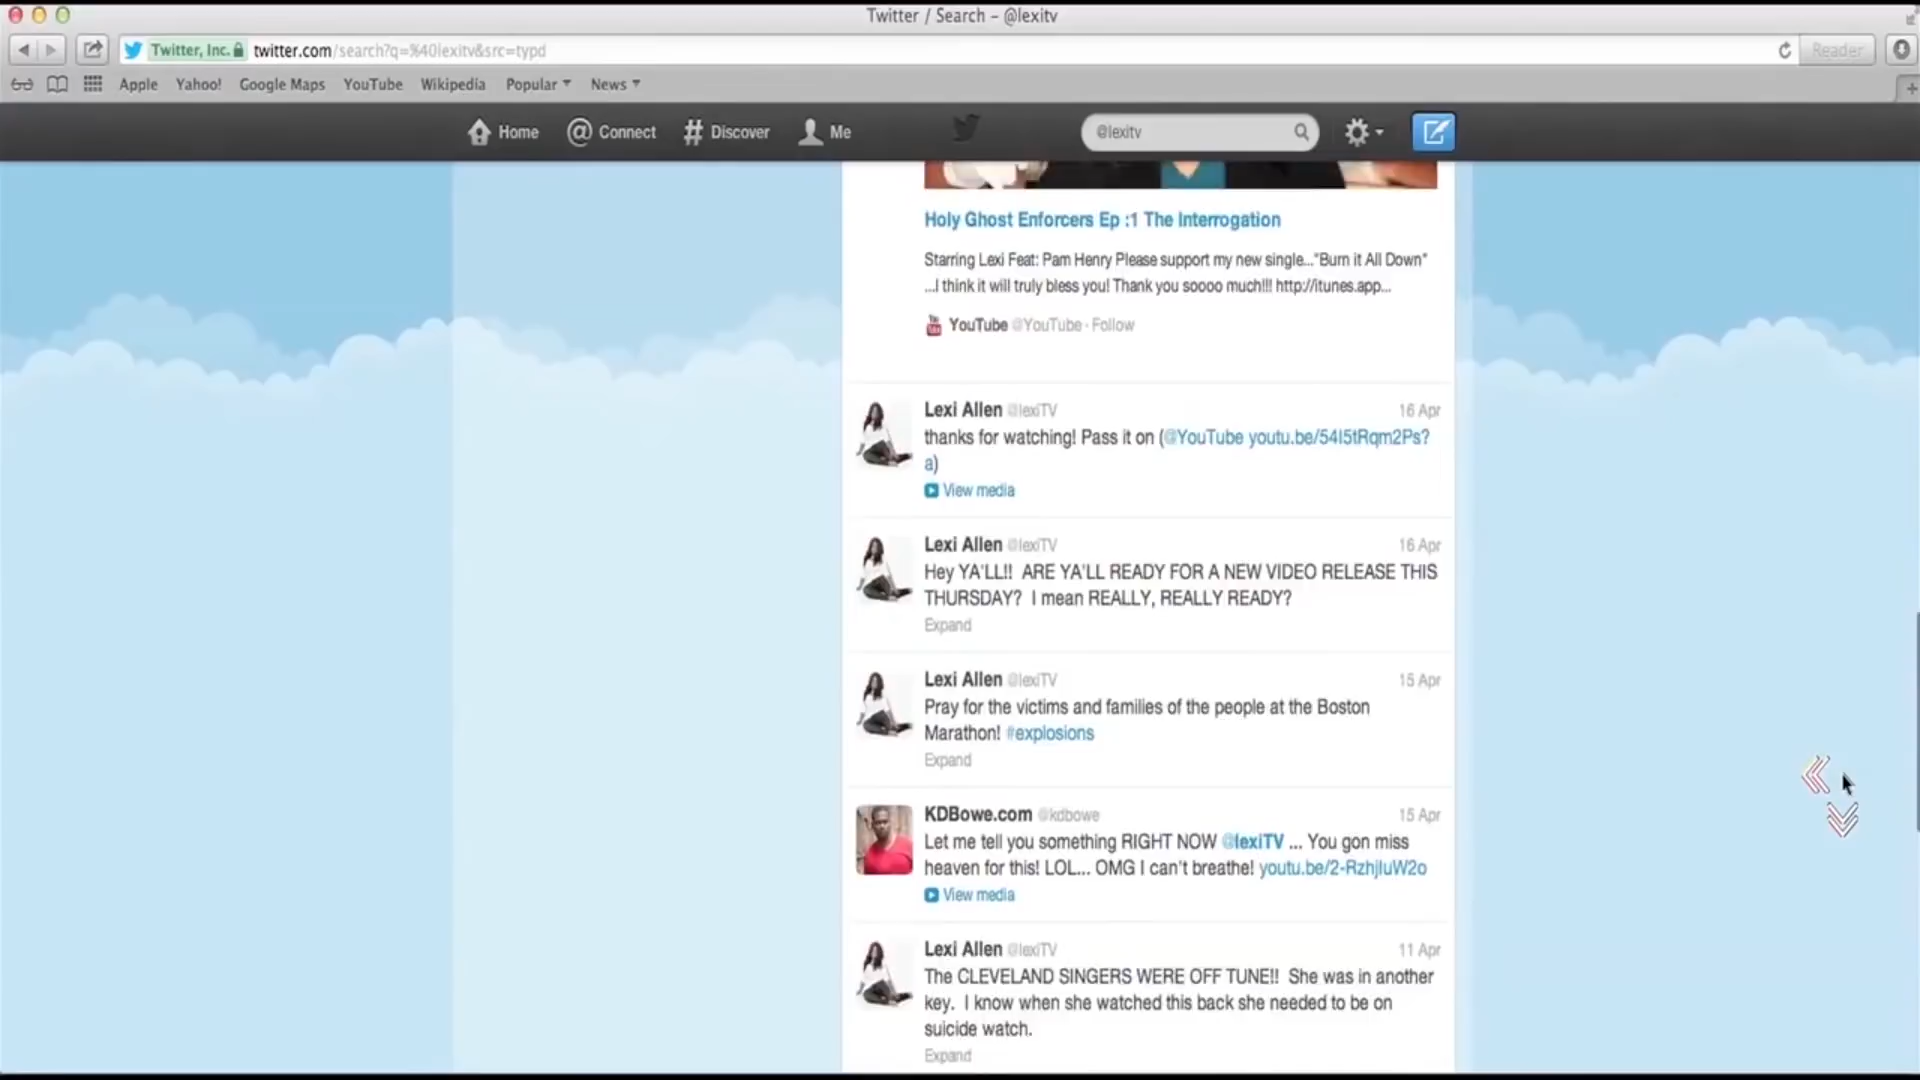 Twitter / Search – @lexitv
Twitter, Inc. twitter.com/search?q=%40lexitv&src=typd
Reader
Apple Yahoo! Google Maps YouTube Wikipedia Popular News
Home Connect Discover Me
@lexitv
Holy Ghost Enforcers Ep :1 The Interrogation
Starring Lexi Feat: Pam Henry Please support my new single..."Burn it All Down"
...I think it will truly bless you! Thank you soooo much!!! http://itunes.app...
YouTube @YouTube · Follow
Lexi Allen @lexiTV 16 Apr
thanks for watching! Pass it on (@YouTube youtu.be/54I5tRqm2Ps?
a)
View media
Lexi Allen @lexiTV 16 Apr
Hey YA'LL!! ARE YA'LL READY FOR A NEW VIDEO RELEASE THIS
THURSDAY? I mean REALLY, REALLY READY?
Expand
Lexi Allen @lexiTV 15 Apr
Pray for the victims and families of the people at the Boston
Marathon! #explosions
Expand
KDBowe.com @kdbowe 15 Apr
Let me tell you something RIGHT NOW @lexiTV ... You gon miss
heaven for this! LOL... OMG I can't breathe! youtu.be/2-RzhjIuW2o
View media
Lexi Allen @lexiTV 11 Apr
The CLEVELAND SINGERS WERE OFF TUNE!! She was in another
key. I know when she watched this back she needed to be on
suicide watch.
Expand